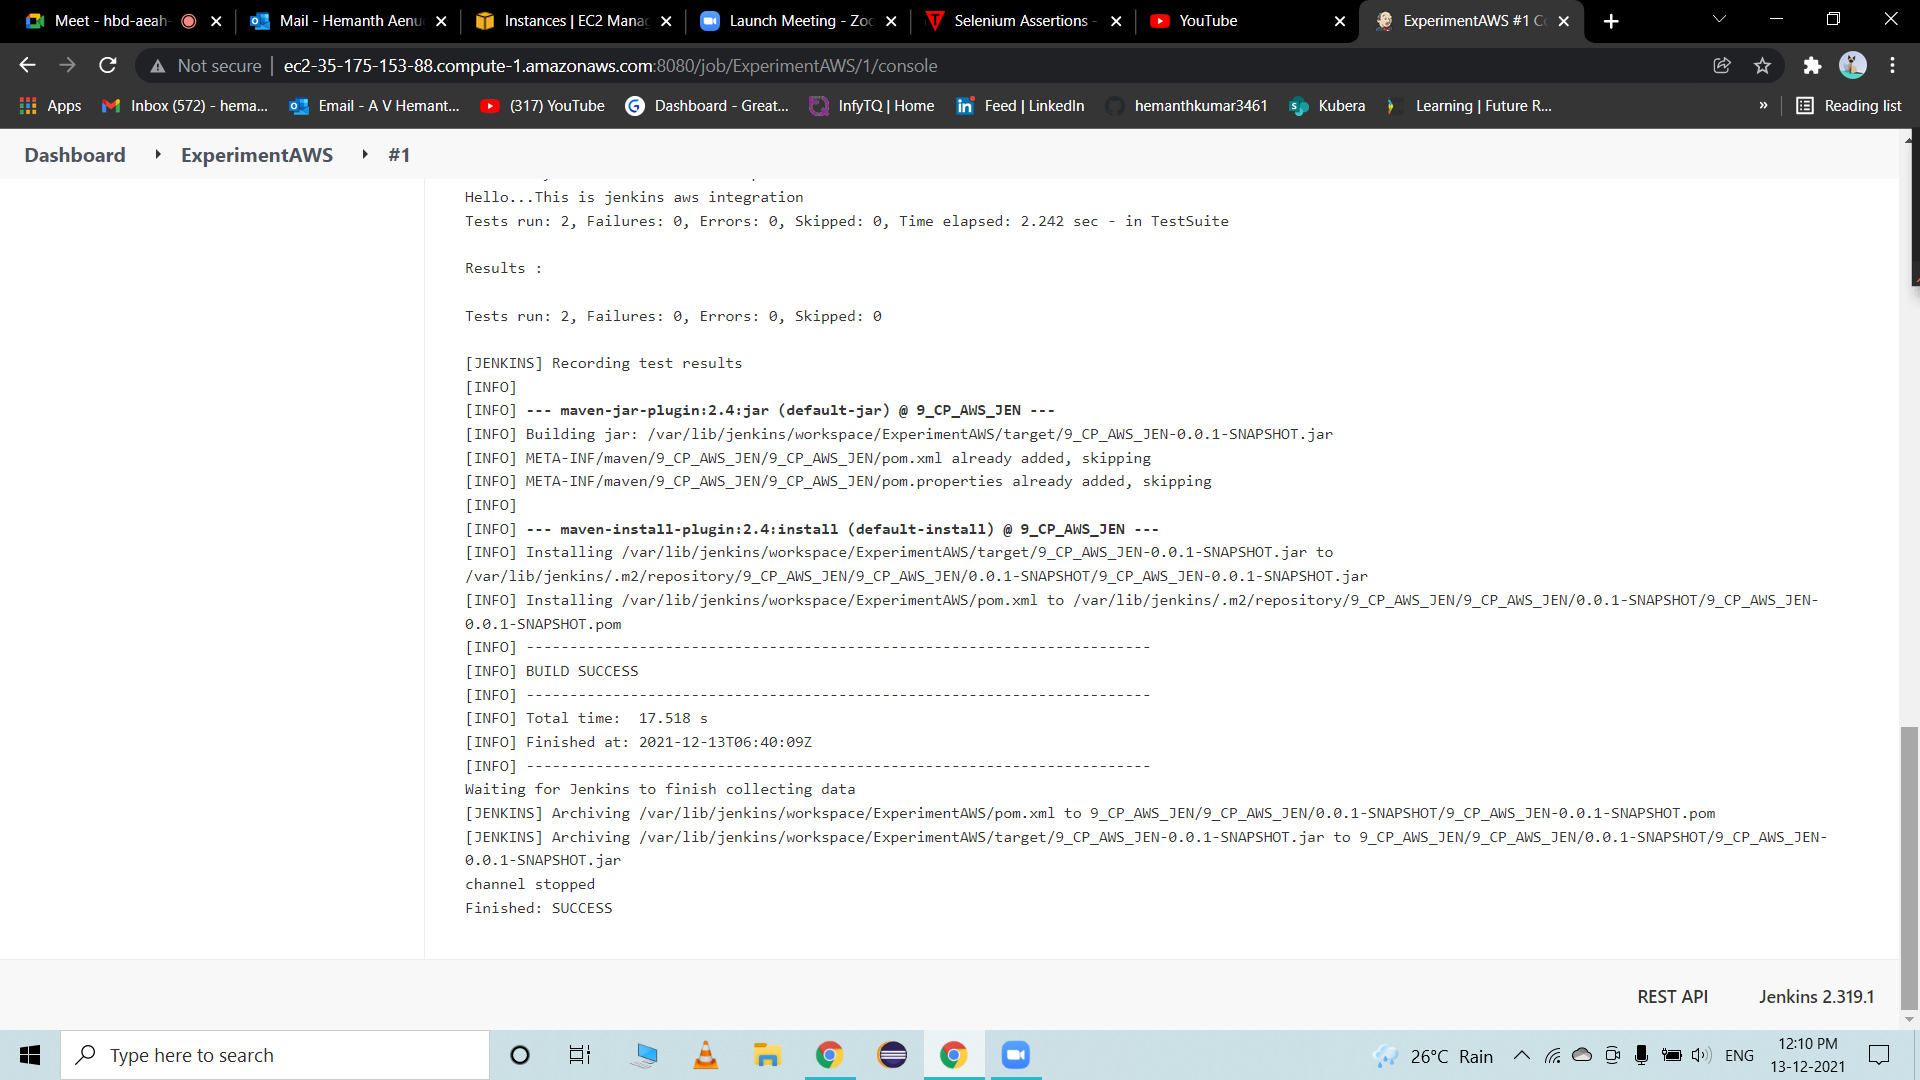 Meet - hbd-aeah-
Mail - Hemanth Aenu
Instances | EC2 Manag
Launch Meeting - Zoo
Selenium Assertions -
YouTube
ExperimentAWS #1 Co
Not secure | ec2-35-175-153-88.compute-1.amazonaws.com:8080/job/ExperimentAWS/1/console
Apps
Inbox (572) - hema...
Email - A V Hemant...
(317) YouTube
Dashboard - Great...
InfyTQ | Home
Feed | LinkedIn
hemanthkumar3461
Kubera
Learning | Future R...
»
Reading list
Dashboard ExperimentAWS #1
Hello...This is jenkins aws integration
Tests run: 2, Failures: 0, Errors: 0, Skipped: 0, Time elapsed: 2.242 sec - in TestSuite
Results :
Tests run: 2, Failures: 0, Errors: 0, Skipped: 0
[JENKINS] Recording test results
[INFO]
[INFO] --- maven-jar-plugin:2.4:jar (default-jar) @ 9_CP_AWS_JEN ---
[INFO] Building jar: /var/lib/jenkins/workspace/ExperimentAWS/target/9_CP_AWS_JEN-0.0.1-SNAPSHOT.jar
[INFO] META-INF/maven/9_CP_AWS_JEN/9_CP_AWS_JEN/pom.xml already added, skipping
[INFO] META-INF/maven/9_CP_AWS_JEN/9_CP_AWS_JEN/pom.properties already added, skipping
[INFO]
[INFO] --- maven-install-plugin:2.4:install (default-install) @ 9_CP_AWS_JEN ---
[INFO] Installing /var/lib/jenkins/workspace/ExperimentAWS/target/9_CP_AWS_JEN-0.0.1-SNAPSHOT.jar to
/var/lib/jenkins/.m2/repository/9_CP_AWS_JEN/9_CP_AWS_JEN/0.0.1-SNAPSHOT/9_CP_AWS_JEN-0.0.1-SNAPSHOT.jar
[INFO] Installing /var/lib/jenkins/workspace/ExperimentAWS/pom.xml to /var/lib/jenkins/.m2/repository/9_CP_AWS_JEN/9_CP_AWS_JEN/0.0.1-SNAPSHOT/9_CP_AWS_JEN-
0.0.1-SNAPSHOT.pom
[INFO] ------------------------------------------------------------------------
[INFO] BUILD SUCCESS
[INFO] ------------------------------------------------------------------------
[INFO] Total time:  17.518 s
[INFO] Finished at: 2021-12-13T06:40:09Z
[INFO] ------------------------------------------------------------------------
Waiting for Jenkins to finish collecting data
[JENKINS] Archiving /var/lib/jenkins/workspace/ExperimentAWS/pom.xml to 9_CP_AWS_JEN/9_CP_AWS_JEN/0.0.1-SNAPSHOT/9_CP_AWS_JEN-0.0.1-SNAPSHOT.pom
[JENKINS] Archiving /var/lib/jenkins/workspace/ExperimentAWS/target/9_CP_AWS_JEN-0.0.1-SNAPSHOT.jar to 9_CP_AWS_JEN/9_CP_AWS_JEN/0.0.1-SNAPSHOT/9_CP_AWS_JEN-
0.0.1-SNAPSHOT.jar
channel stopped
Finished: SUCCESS
REST API
Jenkins 2.319.1
Type here to search
26°C Rain
ENG
12:10 PM
13-12-2021